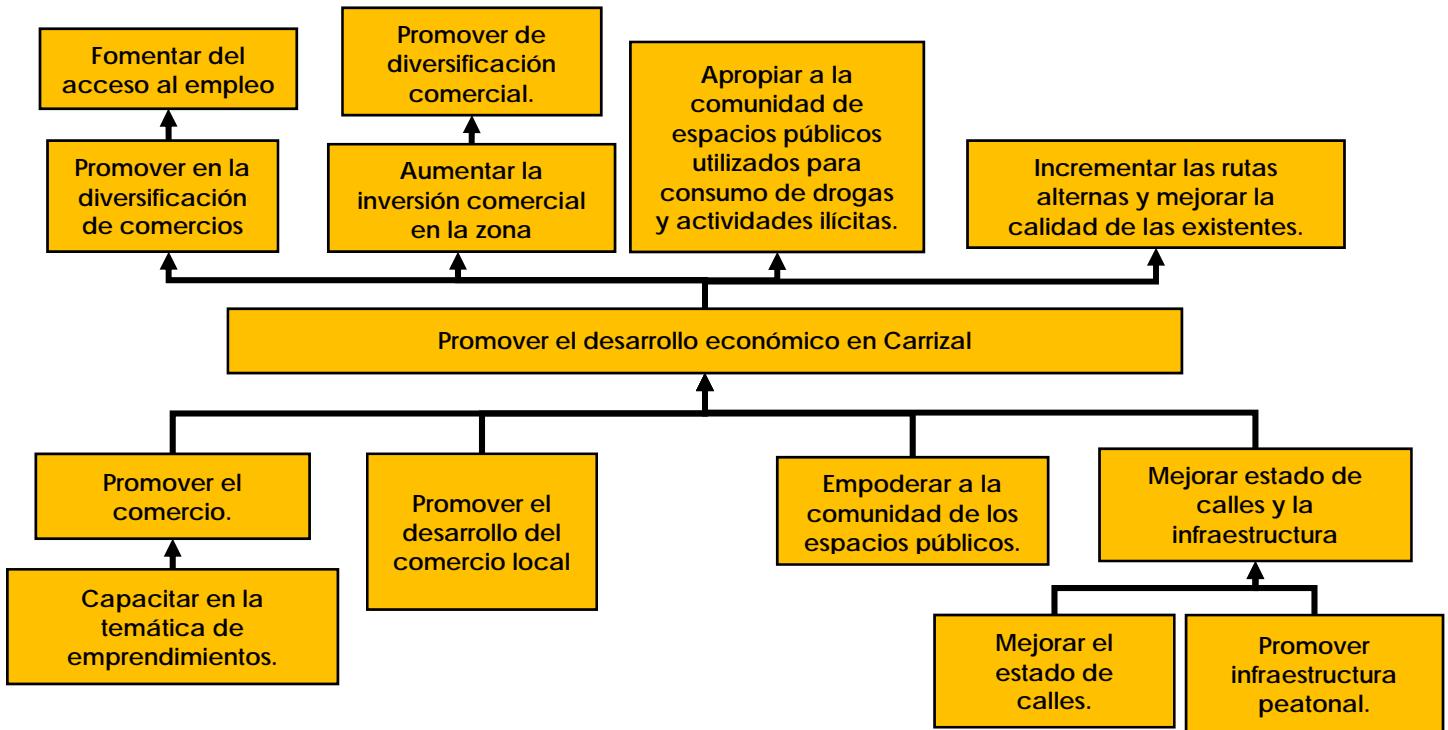 Fomentar del
acceso al empleo
Promover de
diversificación
comercial.
Apropiar a la
comunidad de
espacios públicos
utilizados para
consumo de drogas
y actividades ilícitas.
Promover en la
diversificación
de comercios
Aumentar la
inversión comercial
en la zona
Incrementar las rutas
alternas y mejorar la
calidad de las existentes.
Promover el desarrollo económico en Carrizal
Promover el
comercio.
Promover el
desarrollo del
comercio local
Empoderar a la
comunidad de los
espacios públicos.
Mejorar estado de
calles y la
infraestructura
Capacitar en la
temática de
emprendimientos.
Mejorar el
estado de
calles.
Promover
infraestructura
peatonal.